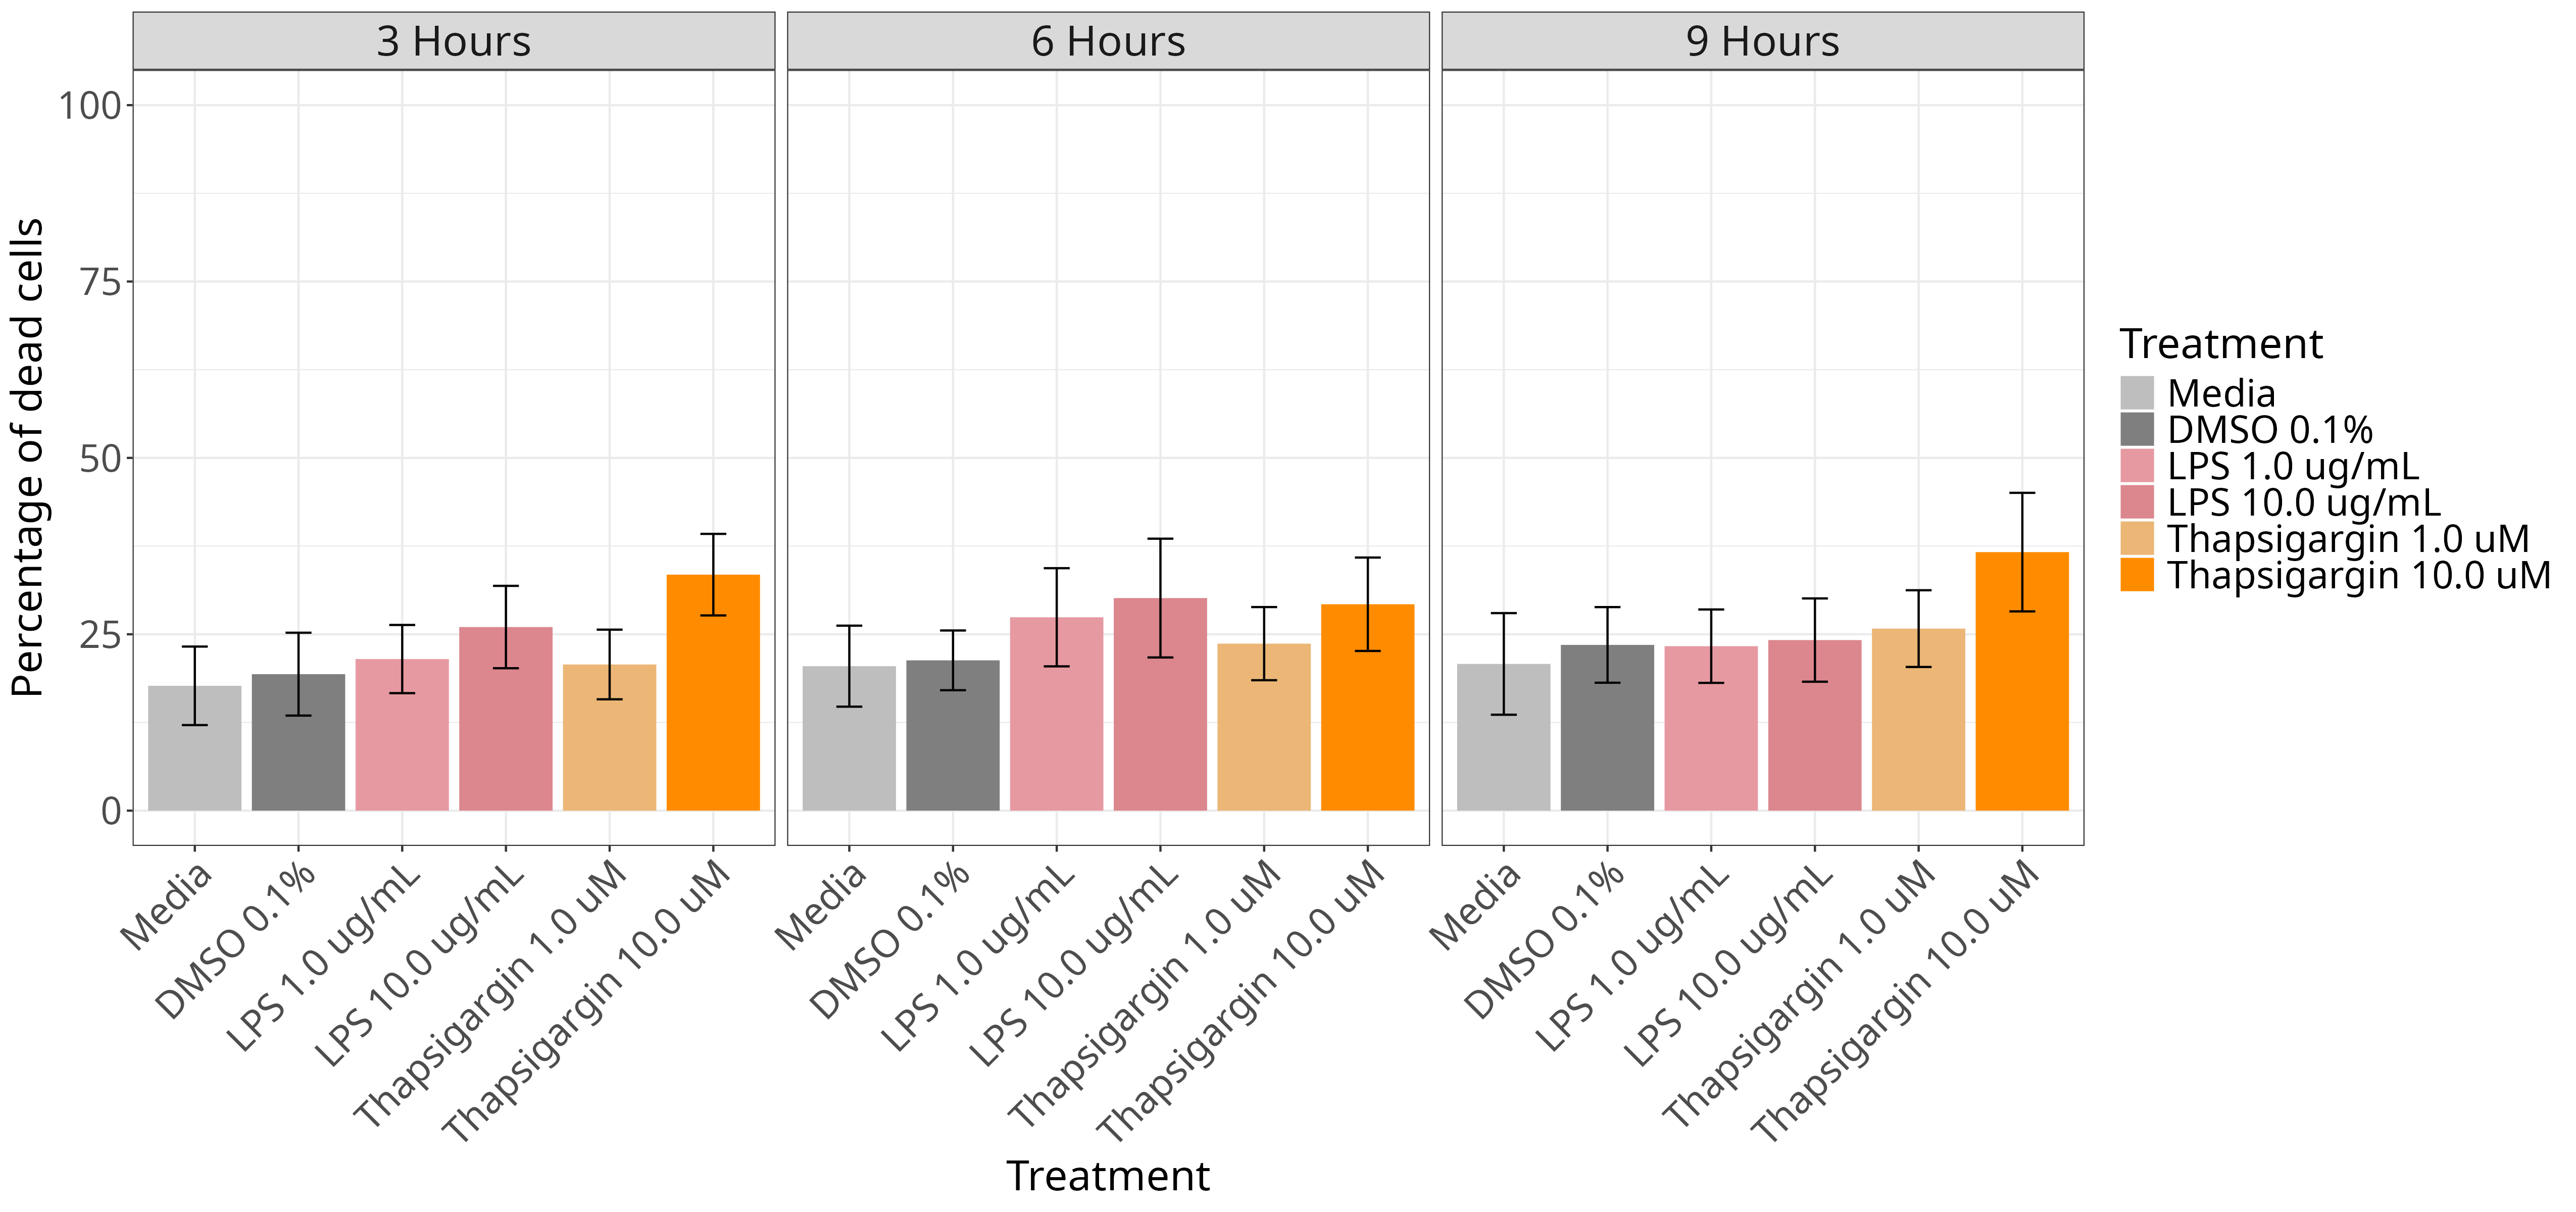 3 Hours
6 Hours
9 Hours
Percentage of dead cells
100
75
50
25
0
Media
DMSO 0.1%
LPS 1.0 ug/mL
LPS 10.0 ug/mL
Thapsigargin 1.0 uM
Thapsigargin 10.0 uM
Media
DMSO 0.1%
LPS 1.0 ug/mL
LPS 10.0 ug/mL
Thapsigargin 1.0 uM
Thapsigargin 10.0 uM
Media
DMSO 0.1%
LPS 1.0 ug/mL
LPS 10.0 ug/mL
Thapsigargin 1.0 uM
Thapsigargin 10.0 uM
Treatment
Treatment
Media
DMSO 0.1%
LPS 1.0 ug/mL
LPS 10.0 ug/mL
Thapsigargin 1.0 uM
Thapsigargin 10.0 uM